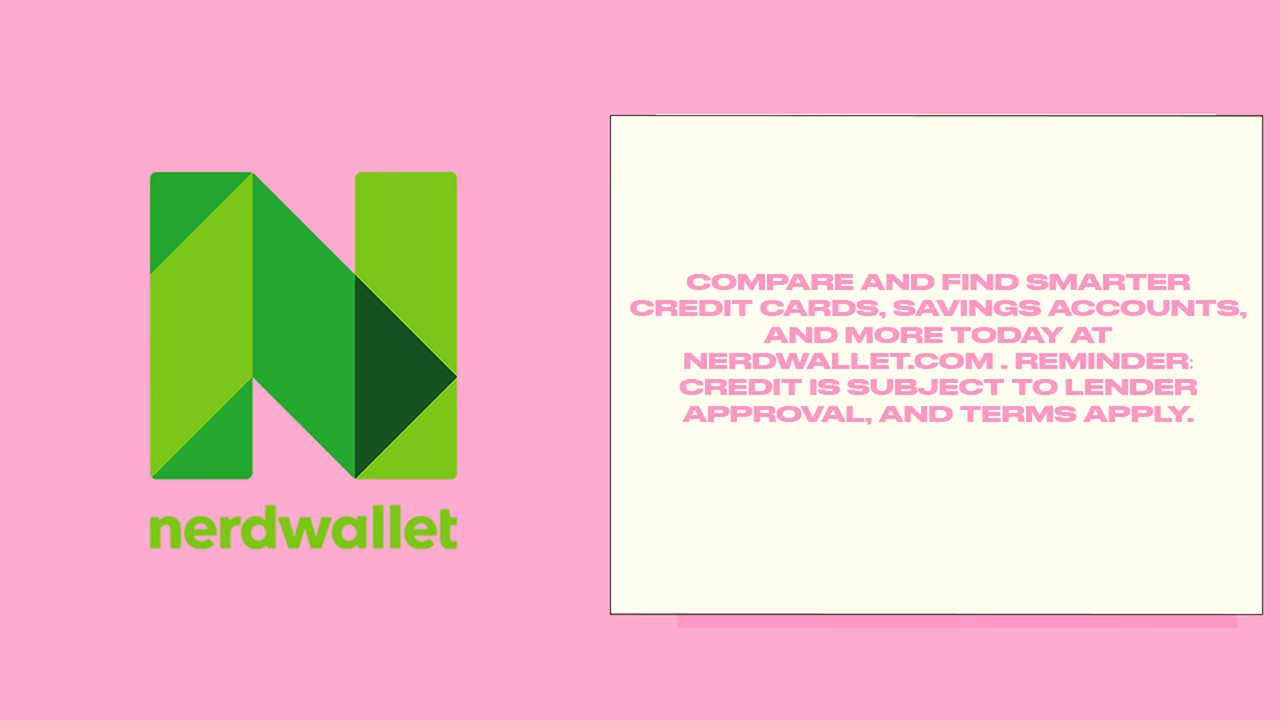 nerdwallet
COMPARE AND FIND SMARTER
CREDIT CARDS, SAVINGS ACCOUNTS,
AND MORE TODAY AT
NERDWALLET.COM . REMINDER:
CREDIT IS SUBJECT TO LENDER
APPROVAL, AND TERMS APPLY.